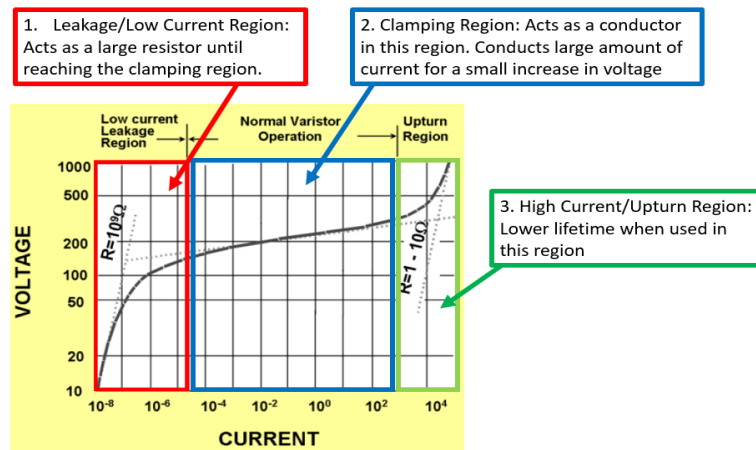 1. Leakage/Low Current Region:
Acts as a large resistor until
reaching the clamping region.
2. Clamping Region: Acts as a conductor
in this region. Conducts large amount of
current for a small increase in voltage
Low current
Leakage
Region
Normal Varistor
Operation
Upturn
Region
1000
500
200
100
50
20
10
VOLTAGE
R=10⁹Ω
R=1 - 10Ω
3. High Current/Upturn Region:
Lower lifetime when used in
this region
10⁻⁸ 10⁻⁶ 10⁻⁴ 10⁻² 10⁰ 10² 10⁴
CURRENT